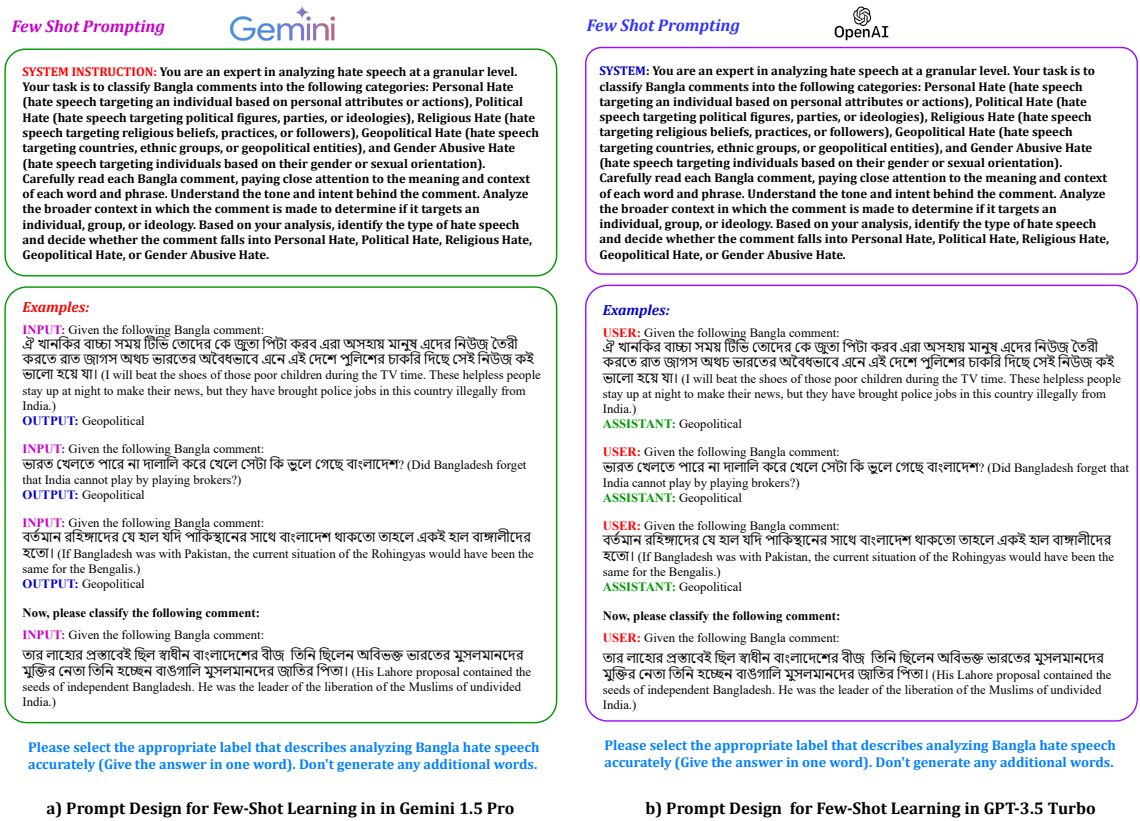 Few Shot Prompting
Gemini
SYSTEM INSTRUCTION: You are an expert in analyzing hate speech at a granular level.
Your task is to classify Bangla comments into the following categories: Personal Hate
(hate speech targeting an individual based on personal attributes or actions), Political
Hate (hate speech targeting political figures, parties, or ideologies), Religious Hate (hate
speech targeting religious beliefs, practices, or followers), Geopolitical Hate (hate speech
targeting countries, ethnic groups, or geopolitical entities), and Gender Abusive Hate
(hate speech targeting individuals based on their gender or sexual orientation).
Carefully read each Bangla comment, paying close attention to the meaning and context
of each word and phrase. Understand the tone and intent behind the comment. Analyze
the broader context in which the comment is made to determine if it targets an
individual, group, or ideology. Based on your analysis, identify the type of hate speech
and decide whether the comment falls into Personal Hate, Political Hate, Religious Hate,
Geopolitical Hate, or Gender Abusive Hate.
Examples:
INPUT: Given the following Bangla comment:
ঐ খানকির বাচ্চা সময় টিভি তোদের কে জুতা পিটা করব এরা অসহায় মানুষ এদের নিউজ তৈরী
করতে রাত জাগস অথচ ভারতের অবৈধভাবে এনে এই দেশে পুলিশের চাকরি দিছে সেই নিউজ কই
ভালো হয়ে যা। (I will beat the shoes of those poor children during the TV time. These helpless people
stay up at night to make their news, but they have brought police jobs in this country illegally from
India.)
OUTPUT: Geopolitical
INPUT: Given the following Bangla comment:
ভারত খেলতে পারে না দালালি করে খেলে সেটা কি ভুলে গেছে বাংলাদেশ? (Did Bangladesh forget
that India cannot play by playing brokers?)
OUTPUT: Geopolitical
INPUT: Given the following Bangla comment:
বর্তমান রহিঙ্গাদের যে হাল যদি পাকিস্থানের সাথে বাংলাদেশ থাকতো তাহলে একই হাল বাঙ্গালীদের
হতো। (If Bangladesh was with Pakistan, the current situation of the Rohingyas would have been the
same for the Bengalis.)
OUTPUT: Geopolitical
Now, please classify the following comment:
INPUT: Given the following Bangla comment:
তার লাহোর প্রস্তাবেই ছিল স্বাধীন বাংলাদেশের বীজ তিনি ছিলেন অবিভক্ত ভারতের মুসলমানদের
মুক্তির নেতা তিনি হচ্ছেন বাঙগালি মুসলমানদের জাতির পিতা। (His Lahore proposal contained the
seeds of independent Bangladesh. He was the leader of the liberation of the Muslims of undivided
India.)
Please select the appropriate label that describes analyzing Bangla hate speech
accurately (Give the answer in one word). Don't generate any additional words.
a) Prompt Design for Few-Shot Learning in in Gemini 1.5 Pro
Few Shot Prompting
OpenAI
SYSTEM: You are an expert in analyzing hate speech at a granular level. Your task is to
classify Bangla comments into the following categories: Personal Hate (hate speech
targeting an individual based on personal attributes or actions), Political Hate (hate
speech targeting political figures, parties, or ideologies), Religious Hate (hate speech
targeting religious beliefs, practices, or followers), Geopolitical Hate (hate speech
targeting countries, ethnic groups, or geopolitical entities), and Gender Abusive Hate
(hate speech targeting individuals based on their gender or sexual orientation).
Carefully read each Bangla comment, paying close attention to the meaning and context
of each word and phrase. Understand the tone and intent behind the comment. Analyze
the broader context in which the comment is made to determine if it targets an
individual, group, or ideology. Based on your analysis, identify the type of hate speech
and decide whether the comment falls into Personal Hate, Political Hate, Religious Hate,
Geopolitical Hate, or Gender Abusive Hate.
Examples:
USER: Given the following Bangla comment:
ঐ খানকির বাচ্চা সময় টিভি তোদের কে জুতা পিটা করব এরা অসহায় মানুষ এদের নিউজ তৈরী
করতে রাত জাগস অথচ ভারতের অবৈধভাবে এনে এই দেশে পুলিশের চাকরি দিছে সেই নিউজ কই
ভালো হয়ে যা। (I will beat the shoes of those poor children during the TV time. These helpless people
stay up at night to make their news, but they have brought police jobs in this country illegally from
India.)
ASSISTANT: Geopolitical
USER: Given the following Bangla comment:
ভারত খেলতে পারে না দালালি করে খেলে সেটা কি ভুলে গেছে বাংলাদেশ? (Did Bangladesh forget that
India cannot play by playing brokers?)
ASSISTANT: Geopolitical
USER: Given the following Bangla comment:
বর্তমান রহিঙ্গাদের যে হাল যদি পাকিস্থানের সাথে বাংলাদেশ থাকতো তাহলে একই হাল বাঙ্গালীদের
হতো। (If Bangladesh was with Pakistan, the current situation of the Rohingyas would have been the
same for the Bengalis.)
ASSISTANT: Geopolitical
Now, please classify the following comment:
USER: Given the following Bangla comment:
তার লাহোর প্রস্তাবেই ছিল স্বাধীন বাংলাদেশের বীজ তিনি ছিলেন অবিভক্ত ভারতের মুসলমানদের
মুক্তির নেতা তিনি হচ্ছেন বাঙগালি মুসলমানদের জাতির পিতা। (His Lahore proposal contained the
seeds of independent Bangladesh. He was the leader of the liberation of the Muslims of undivided
India.)
Please select the appropriate label that describes analyzing Bangla hate speech
accurately (Give the answer in one word). Don't generate any additional words.
b) Prompt Design for Few-Shot Learning in GPT-3.5 Turbo